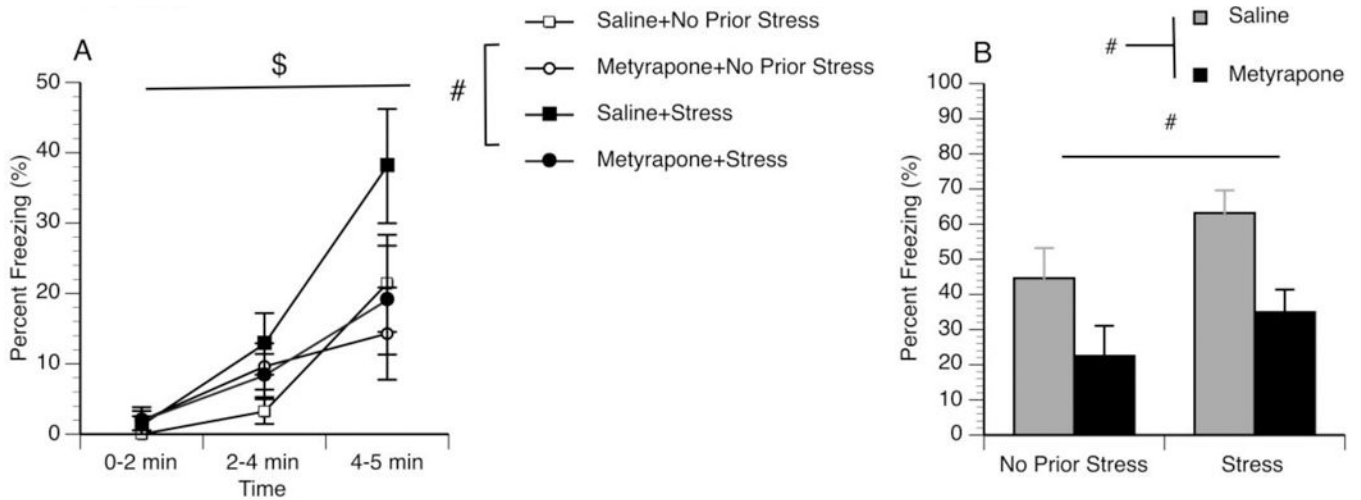 A
$
#
Saline+No Prior Stress
Metyrapone+No Prior Stress
Saline+Stress
Metyrapone+Stress
Percent Freezing (%)
50
40
30
20
10
0
0-2 min 2-4 min 4-5 min
Time
B
# Saline
Metyrapone
#
Percent Freezing (%)
100
90
80
70
60
50
40
30
20
10
0
No Prior Stress Stress